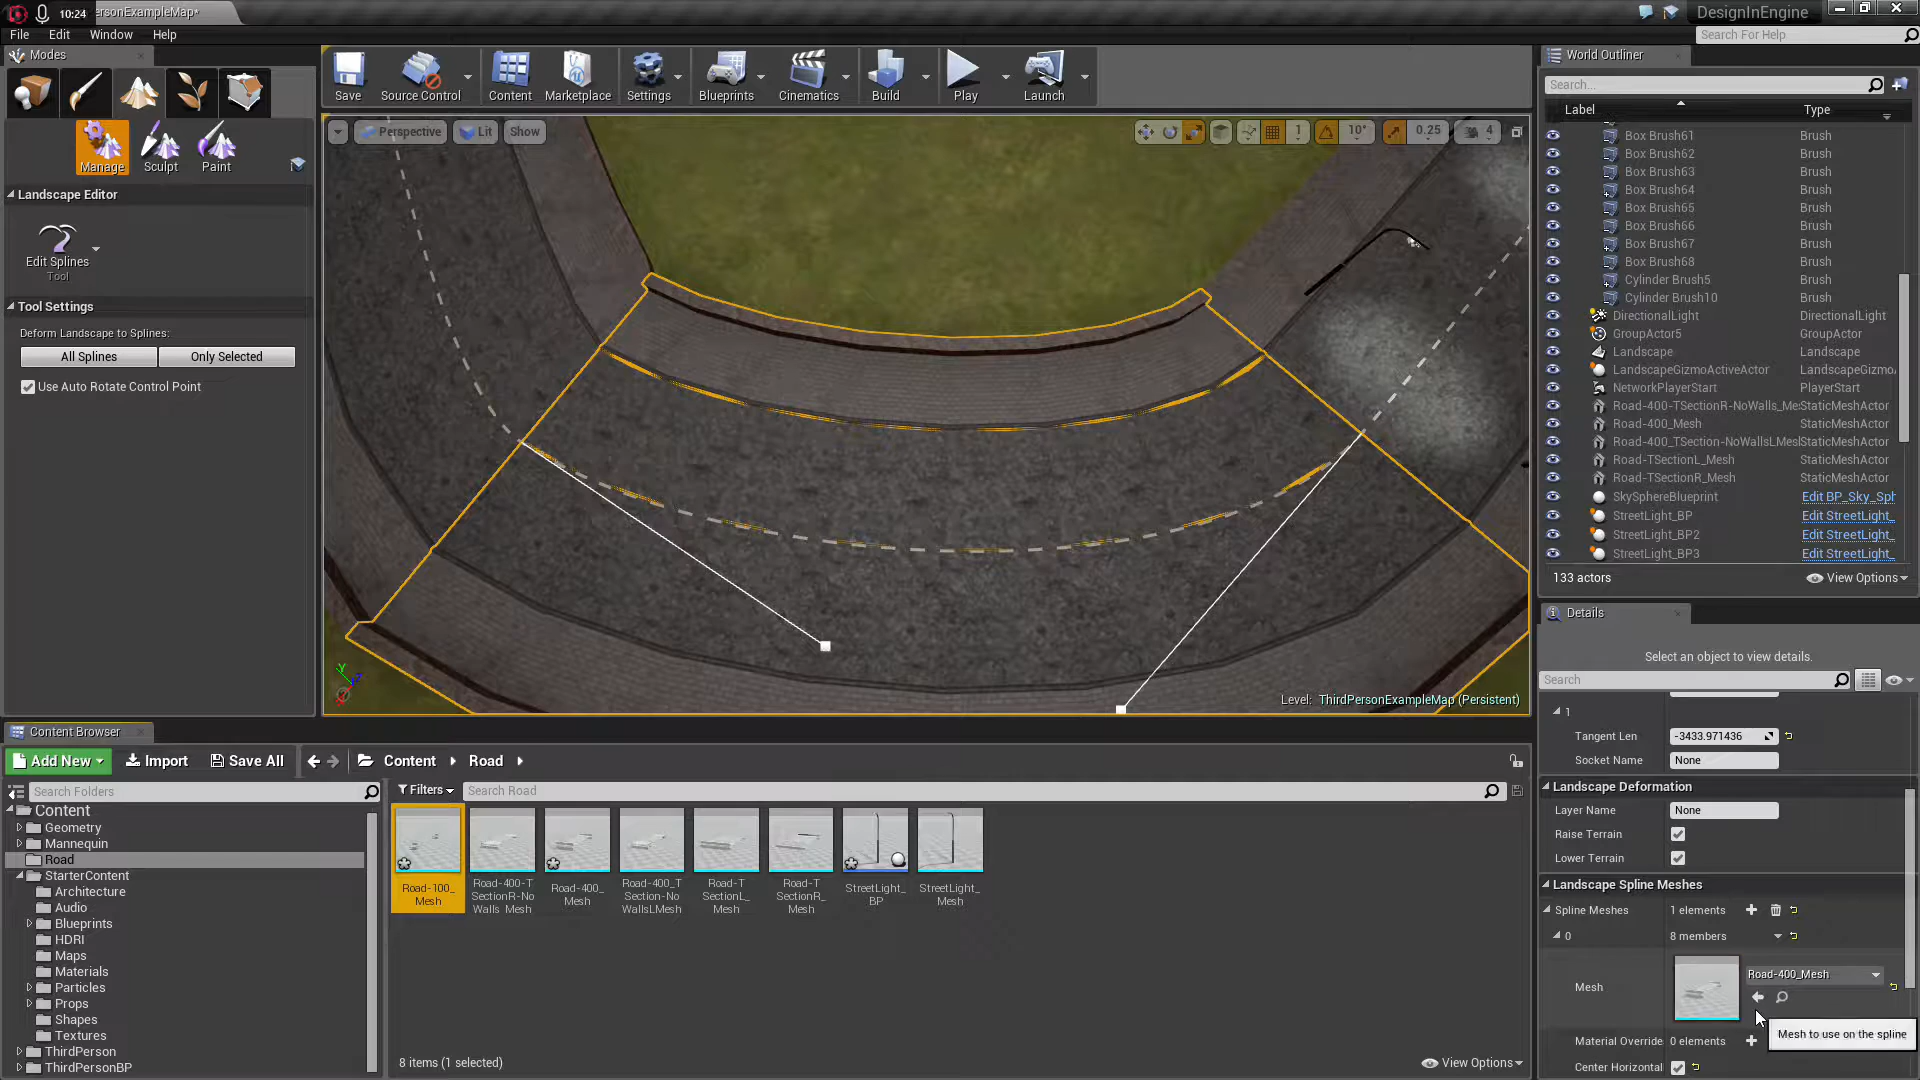 10:24
ersonExampleMap*
DesignInEngine
File Edit Window Help
Search For Help
Modes
Manage Sculpt Paint
Landscape Editor
Edit Splines
Tool
Tool Settings
Deform Landscape to Splines:
All Splines Only Selected
Use Auto Rotate Control Point
Save Source Control Content Marketplace Settings Blueprints Cinematics Build Play Launch
Perspective Lit Show
1 10° 0.25 4
Level: ThirdPersonExampleMap (Persistent)
World Outliner
Search...
Label Type
Box Brush61 Brush
Box Brush62 Brush
Box Brush63 Brush
Box Brush64 Brush
Box Brush65 Brush
Box Brush66 Brush
Box Brush67 Brush
Box Brush68 Brush
Cylinder Brush5 Brush
Cylinder Brush10 Brush
DirectionalLight DirectionalLight
GroupActor5 GroupActor
Landscape Landscape
LandscapeGizmoActiveActor LandscapeGizmo
NetworkPlayerStart PlayerStart
Road-400-TSectionR-NoWalls_Me StaticMeshActor
Road-400_Mesh StaticMeshActor
Road-400_TSection-NoWallsLMesl StaticMeshActor
Road-TSectionL_Mesh StaticMeshActor
Road-TSectionR_Mesh StaticMeshActor
SkySphereBlueprint Edit BP_Sky_Sph
StreetLight_BP Edit StreetLight_
StreetLight_BP2 Edit StreetLight_
StreetLight_BP3 Edit StreetLight_
133 actors View Options
Details
Select an object to view details.
Search
1
Tangent Len -3433.971436
Socket Name None
Landscape Deformation
Layer Name None
Raise Terrain
Lower Terrain
Landscape Spline Meshes
Spline Meshes 1 elements
0 8 members
Mesh Road-400_Mesh
Mesh to use on the spline
Material Override 0 elements
Center Horizontal
Content Browser
Add New Import Save All Content Road
Search Folders
Filters Search Road
Content
Geometry
Mannequin
Road
StarterContent
Architecture
Audio
Blueprints
HDRI
Maps
Materials
Particles
Props
Shapes
Textures
ThirdPerson
ThirdPersonBP
Road-100_
Mesh
Road-400-T
SectionR-No
Walls_Mesh
Road-400_
Mesh
Road-400_T
Section-No
WallsLMesh
Road-T
SectionL_
Mesh
Road-T
SectionR_
Mesh
StreetLight_
BP
StreetLight_
Mesh
8 items (1 selected) View Options